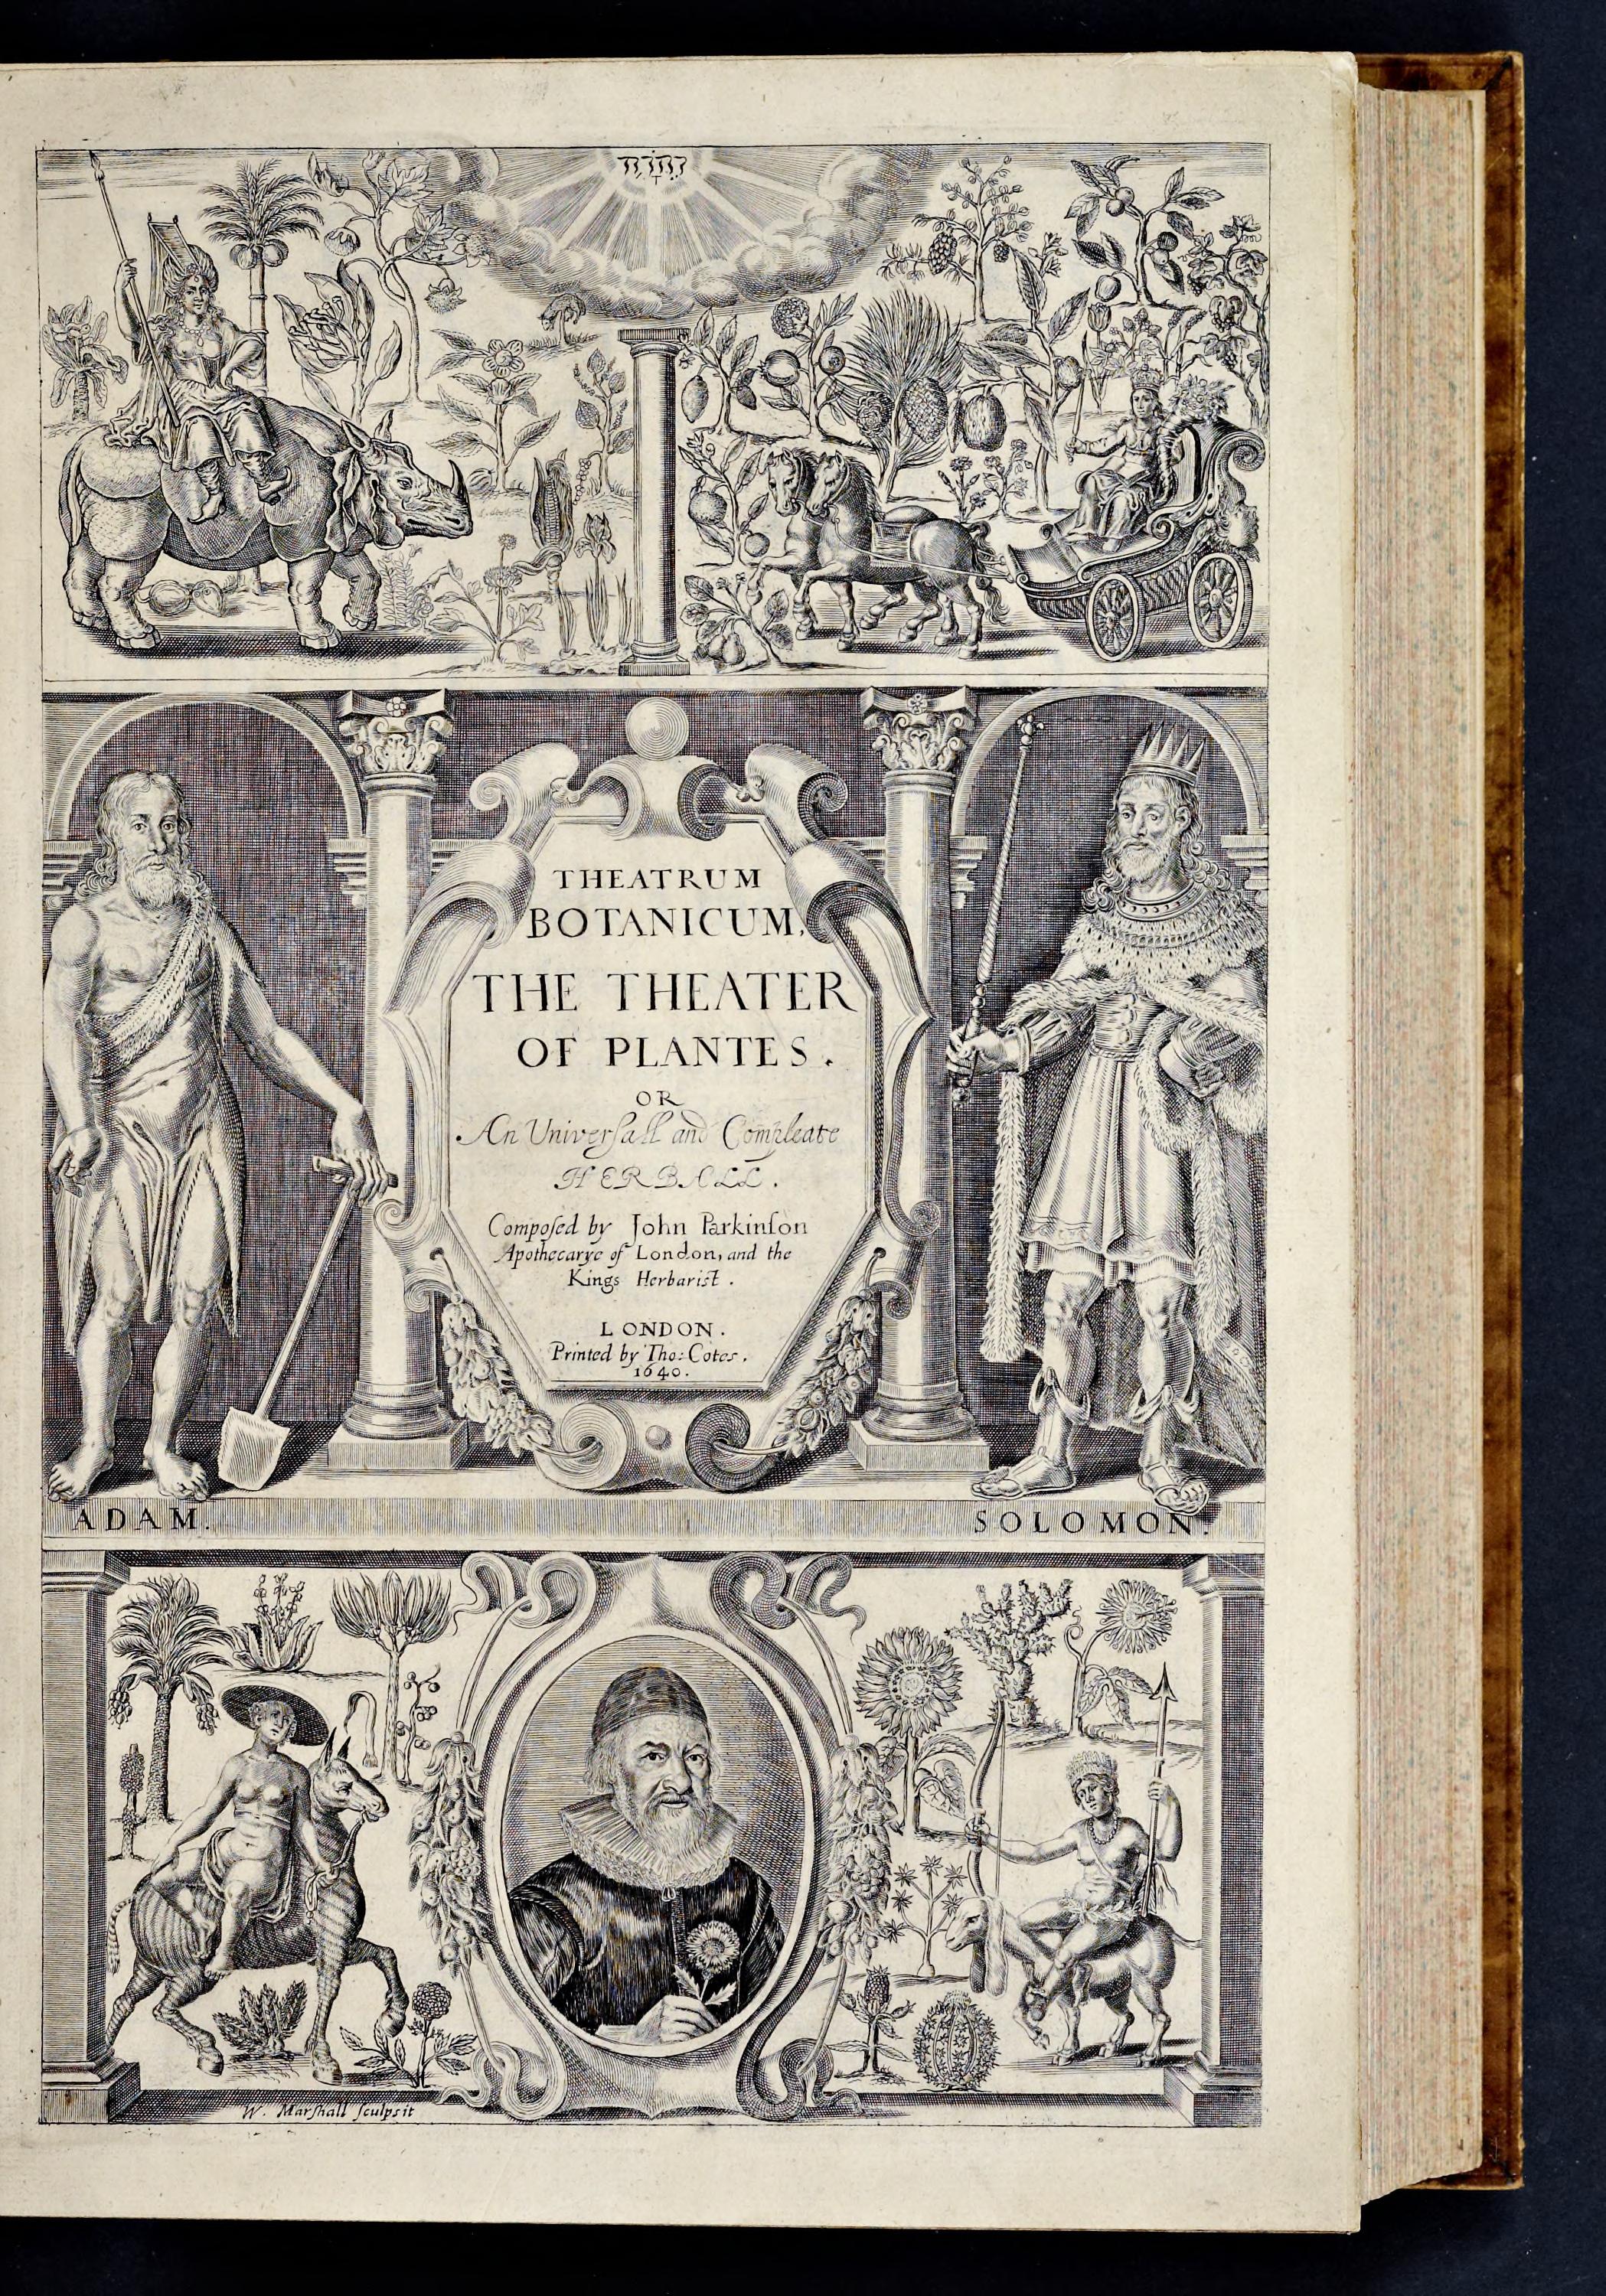 יהוה
THEATRUM
BOTANICUM,
THE THEATER
OF PLANTES.
OR
An Universall and Compleate
HERBALL.
Compoſed by John Parkinſon
Apothecarye of London, and the
Kings Herbariſt.
LONDON.
Printed by Tho: Cotes.
1640.
ADAM.
SOLOMON.
W. Marſhall ſculpsit